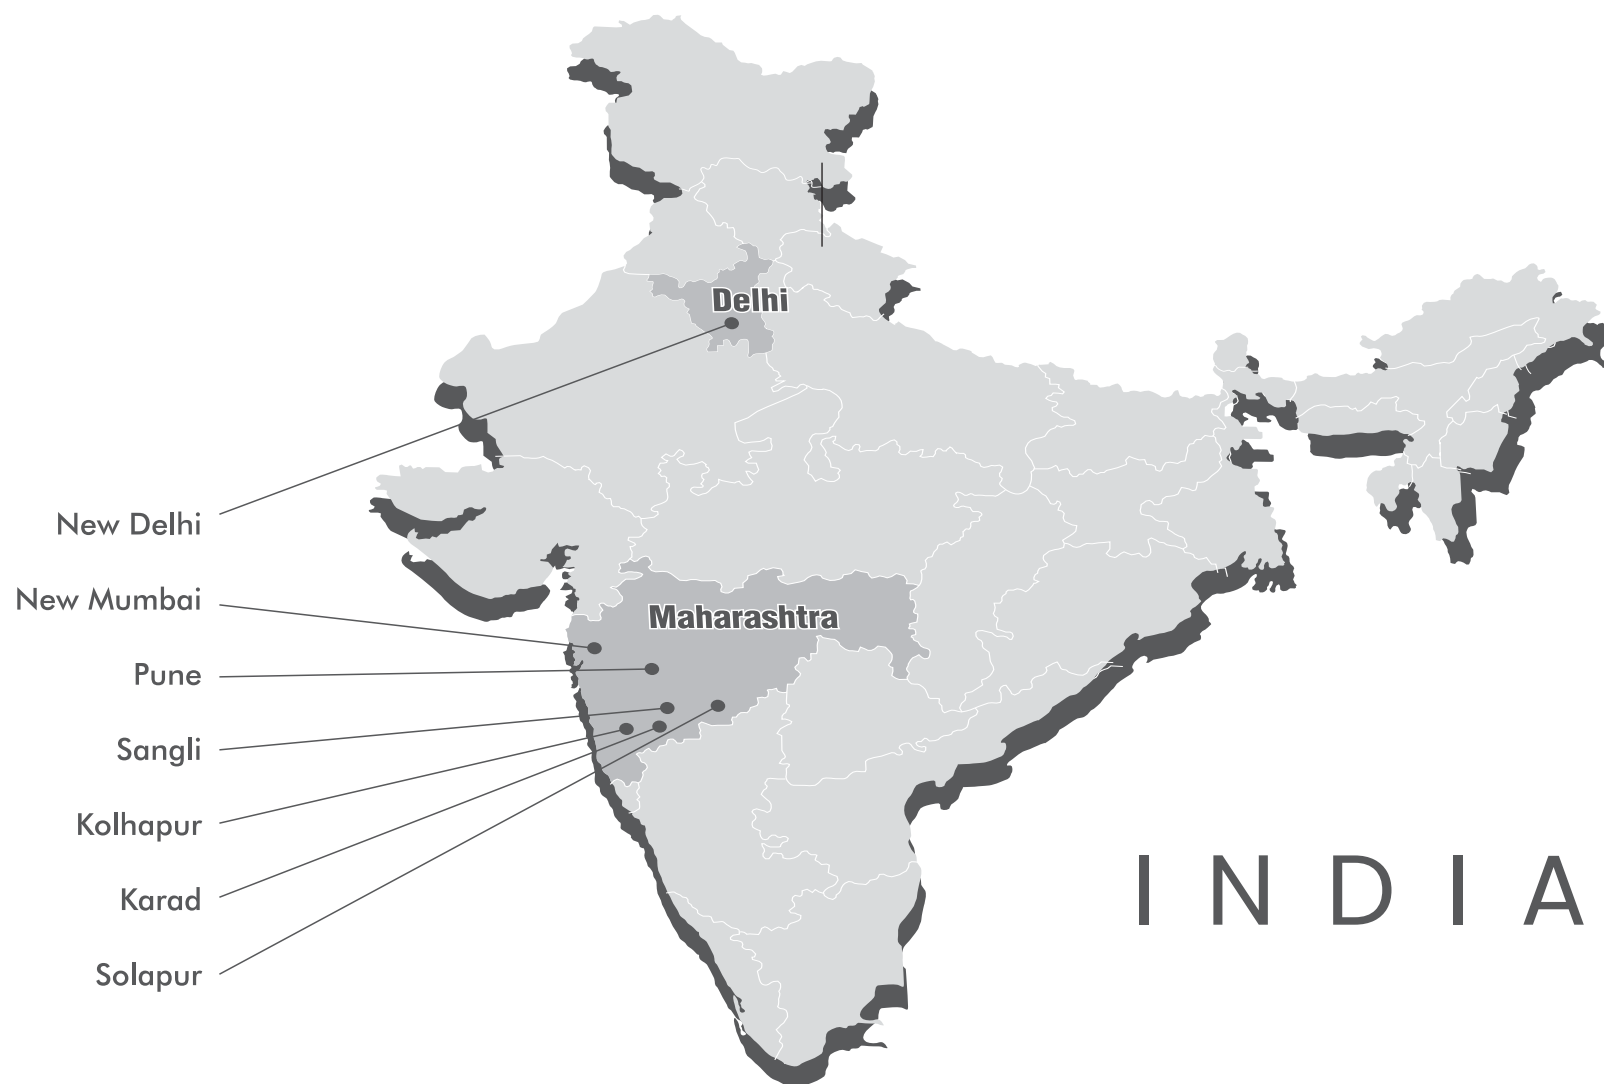 Delhi
New Delhi
New Mumbai
Maharashtra
Pune
Sangli
Kolhapur
Karad
Solapur
INDIA